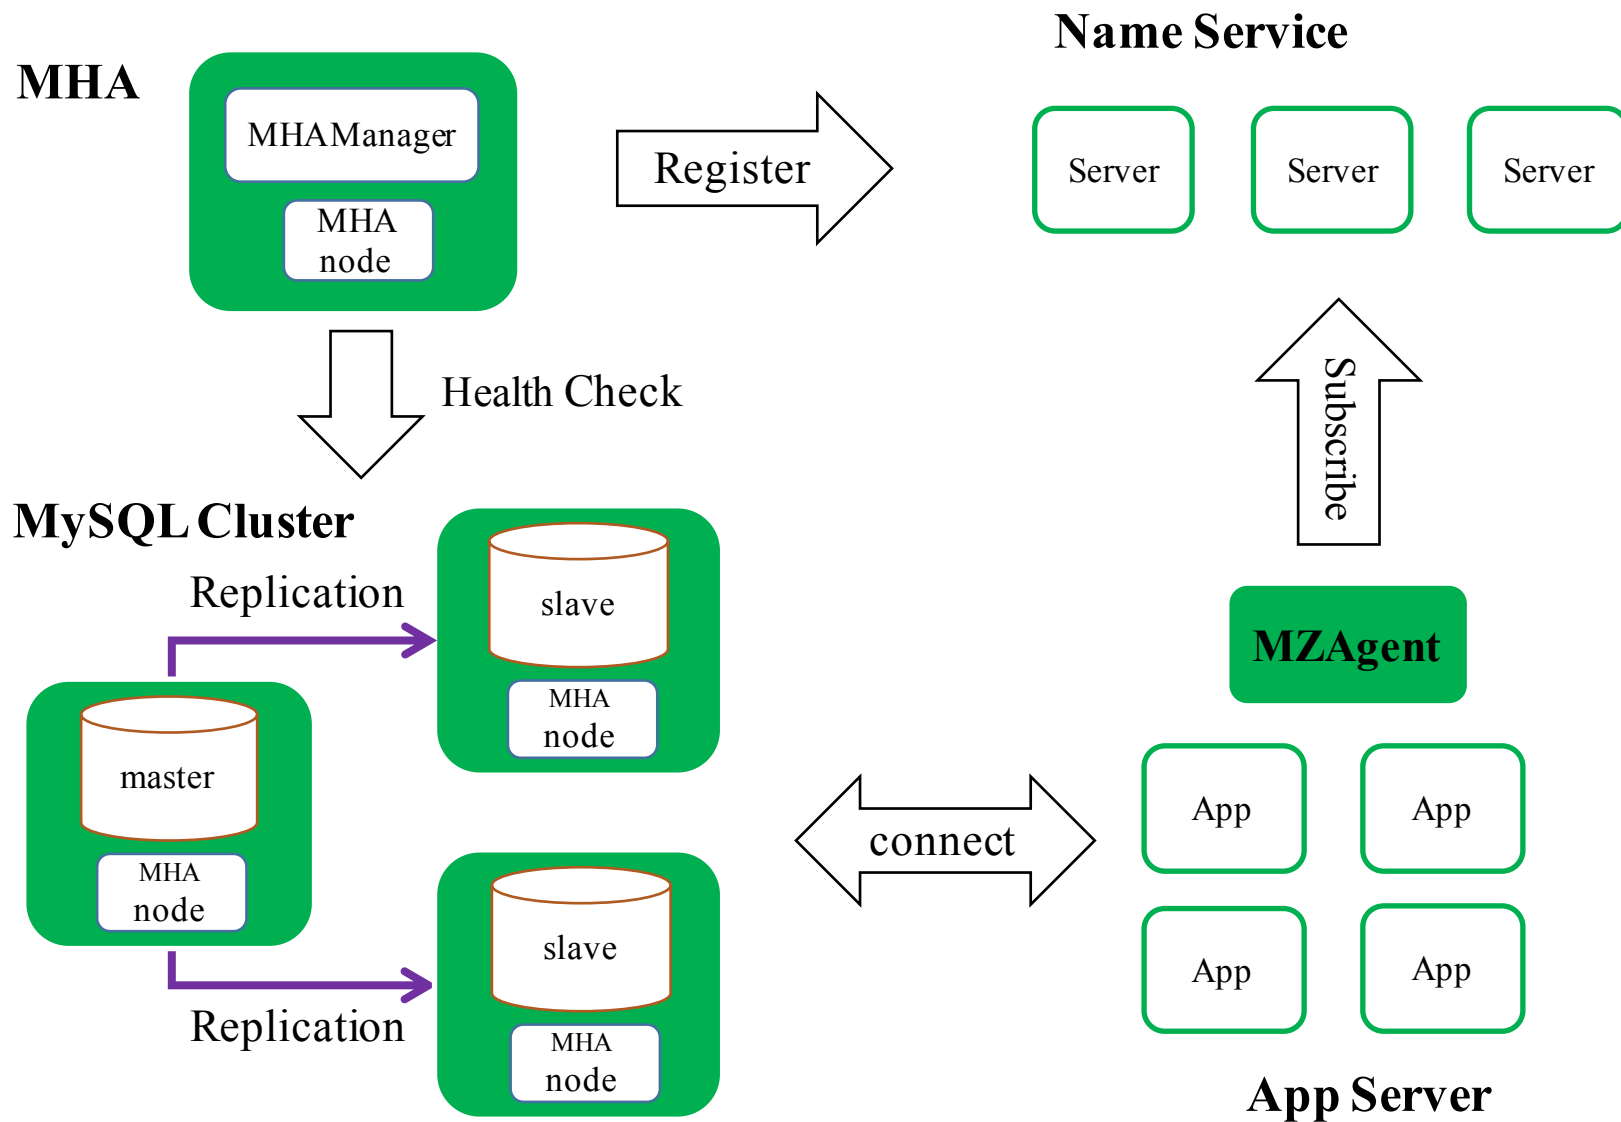 Name Service
MHA
MHAManager
MHA
node
Register
Server
Server
Server
Health Check
Subscribe
MySQL Cluster
Replication
slave
MHA
node
master
MHA
node
Replication
slave
MHA
node
connect
MZAgent
App
App
App
App
App Server